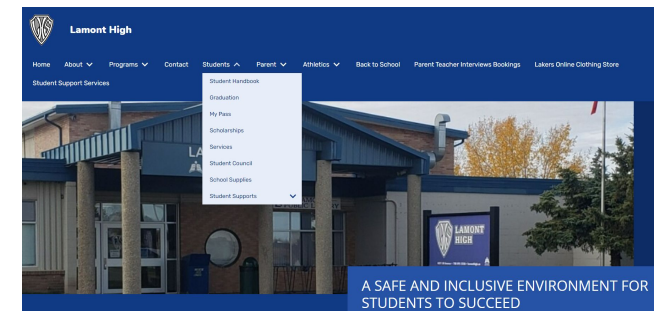 Lamont High
Home About Programs Contact Students Parent Athletics Back to School Parent Teacher Interviews Bookings Lakers Online Clothing Store
Student Support Services
Student Handbook
Graduation
My Pass
Scholarships
Services
Student Council
School Supplies
Student Supports
LA
LAMONT
HIGH
A SAFE AND INCLUSIVE ENVIRONMENT FOR
STUDENTS TO SUCCEED